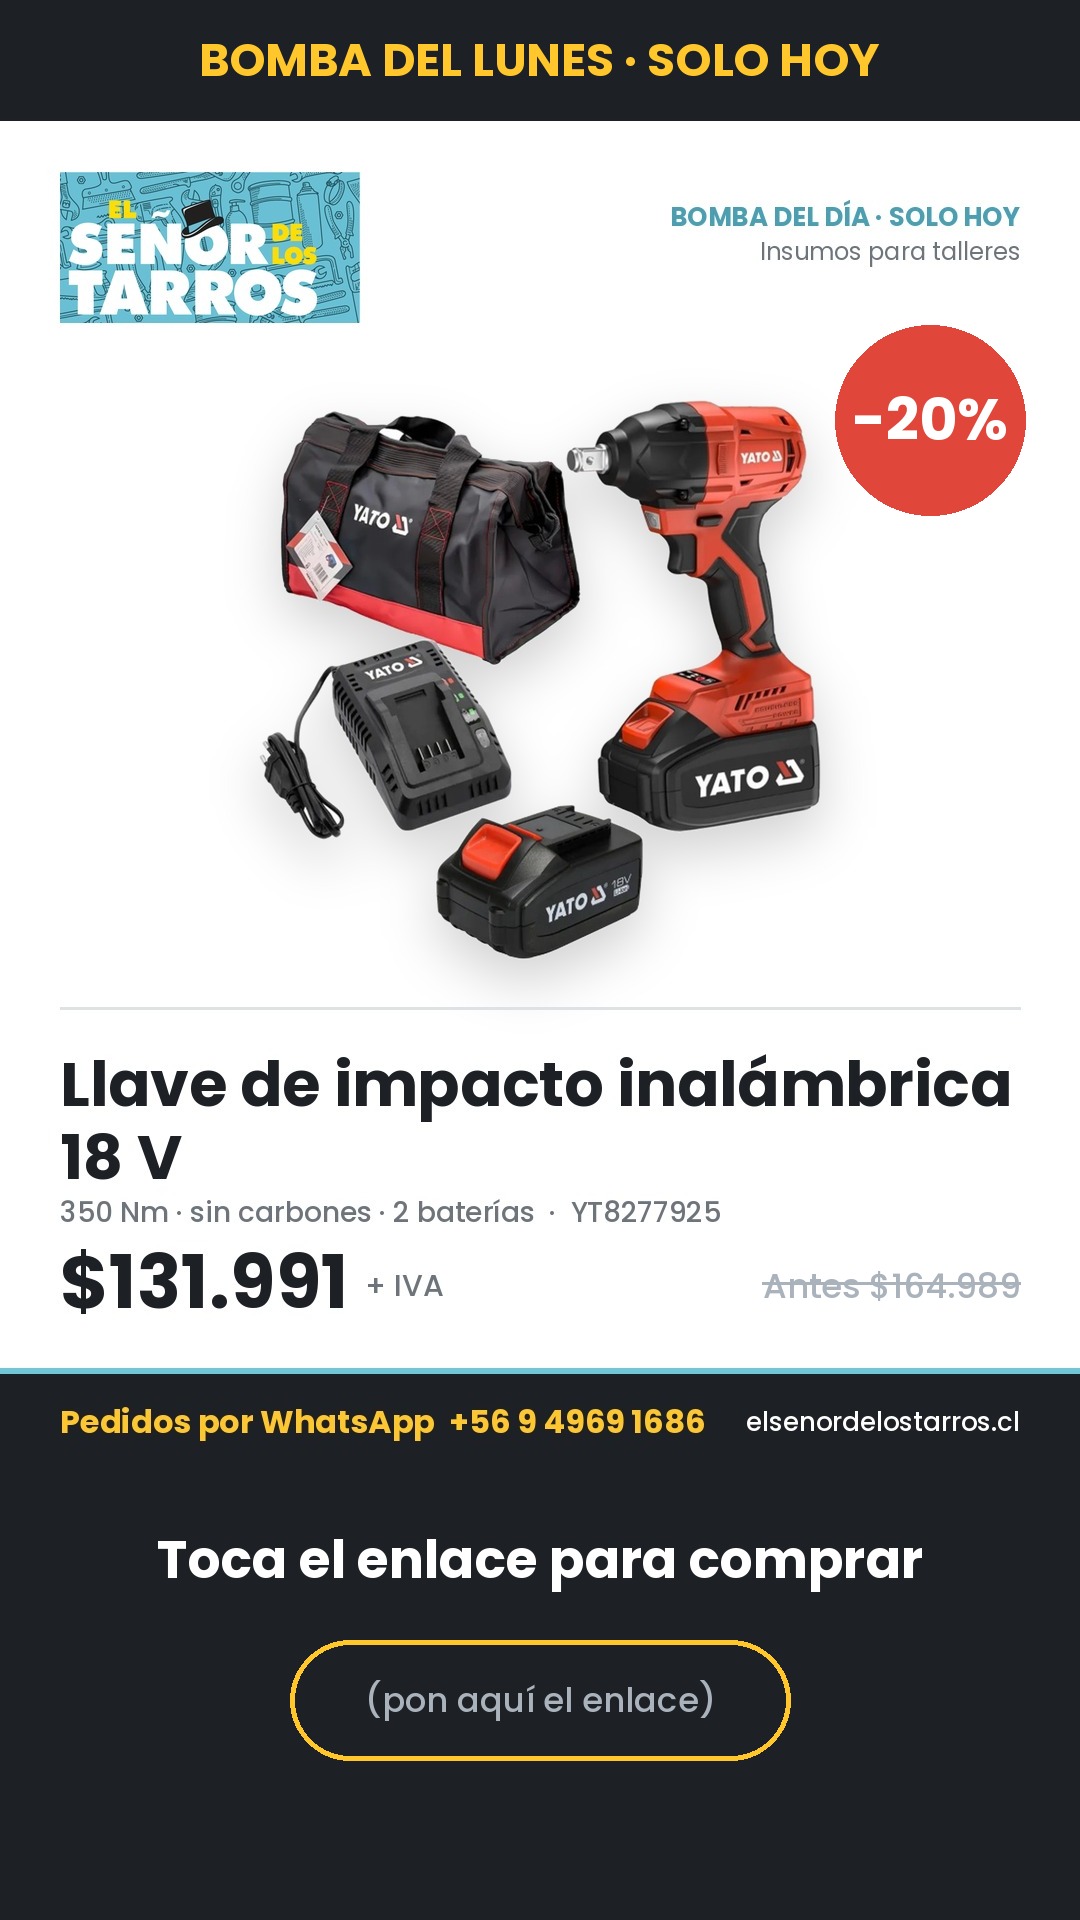 BOMBA DEL LUNES · SOLO HOY
EL
SEÑOR
DE
LOS
TARROS
BOMBA DEL DÍA · SOLO HOY
Insumos para talleres
-20%
YATO
YATO
YATO
YATO
YATO 18V
Llave de impacto inalámbrica
18 V
350 Nm · sin carbones · 2 baterías · YT8277925
$131.991 + IVA
Antes $164.989
Pedidos por WhatsApp +56 9 4969 1686
elsenordelostarros.cl
Toca el enlace para comprar
(pon aquí el enlace)